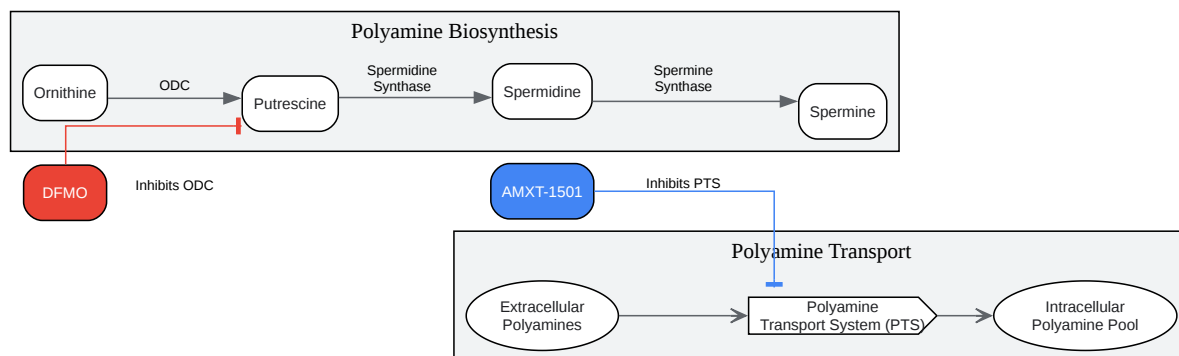 Polyamine Biosynthesis
Ornithine
ODC
Putrescine
Spermidine
Synthase
Spermidine
Spermine
Synthase
Spermine
DFMO
Inhibits ODC
AMXT-1501
Inhibits PTS
Polyamine Transport
Extracellular
Polyamines
Polyamine
Transport System (PTS)
Intracellular
Polyamine Pool